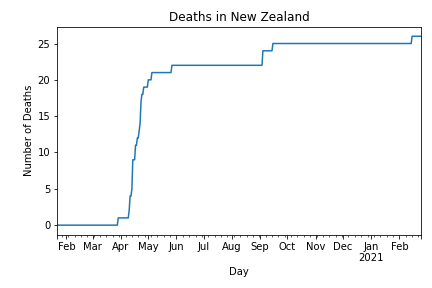 Deaths in New Zealand
Number of Deaths
25
20
15
10
5
0
Feb Mar Apr May Jun Jul Aug Sep Oct Nov Dec Jan Feb
2021
Day